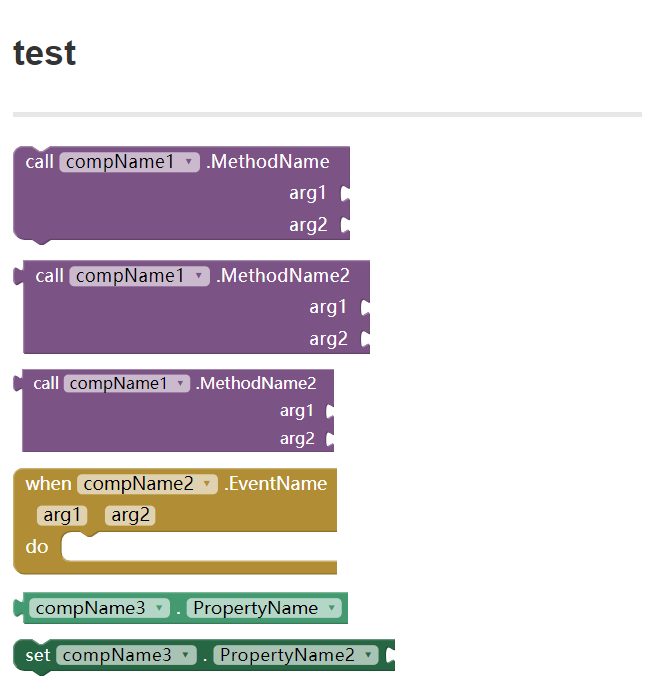 test
call compName1 .MethodName
arg1
arg2
call compName1 .MethodName2
arg1
arg2
call compName1 .MethodName2
arg1
arg2
when compName2 .EventName
arg1 arg2
do
compName3 . PropertyName
set compName3 . PropertyName2